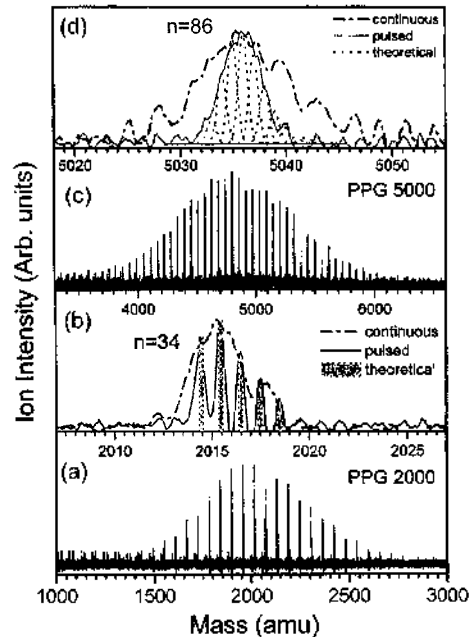 (d)
n=86
continuous
pulsed
theoretical
5020 5030 5040 5050
(c)
PPG 5000
4000 5000 6000
(b)
n=34
continuous
pulsed
theoretical
2010 2015 2020 2025
(a)
PPG 2000
1000 1500 2000 2500 3000
Mass (amu)
Ion Intensity (Arb. units)